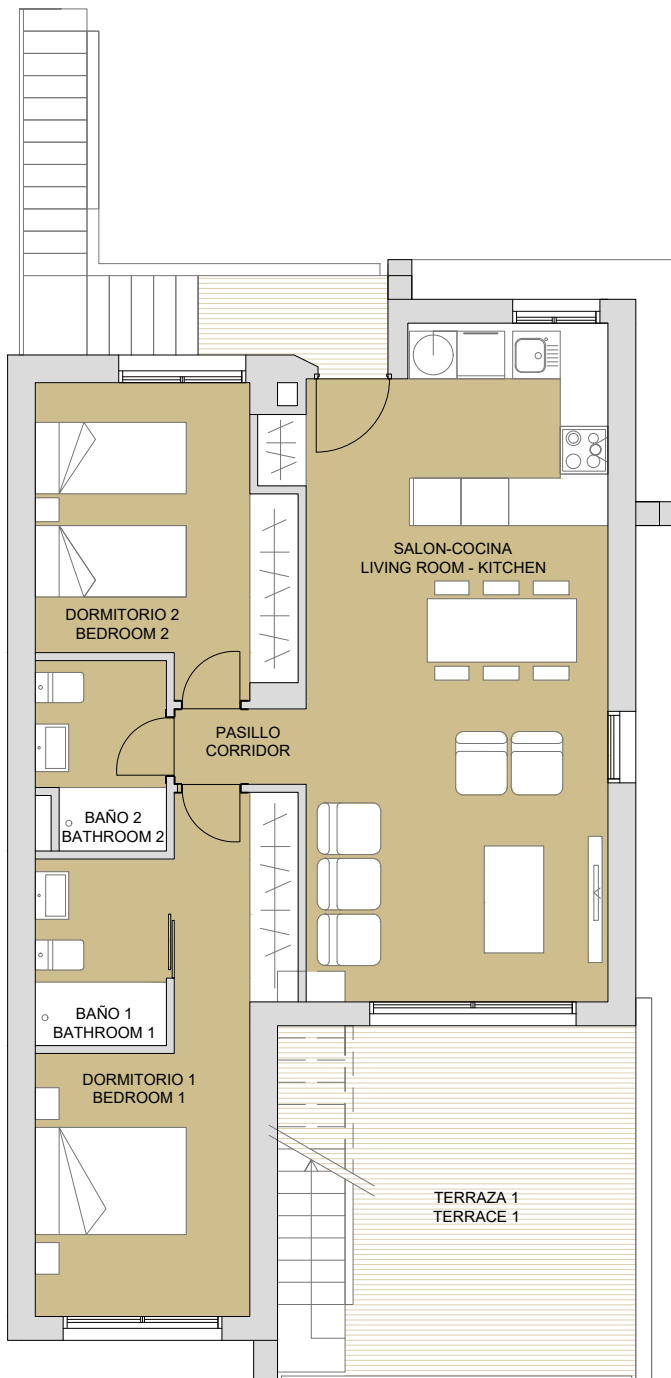 SALON-COCINA
LIVING ROOM - KITCHEN
DORMITORIO 2
BEDROOM 2
PASILLO
CORRIDOR
BAÑO 2
BATHROOM 2
BAÑO 1
BATHROOM 1
DORMITORIO 1
BEDROOM 1
TERRAZA 1
TERRACE 1